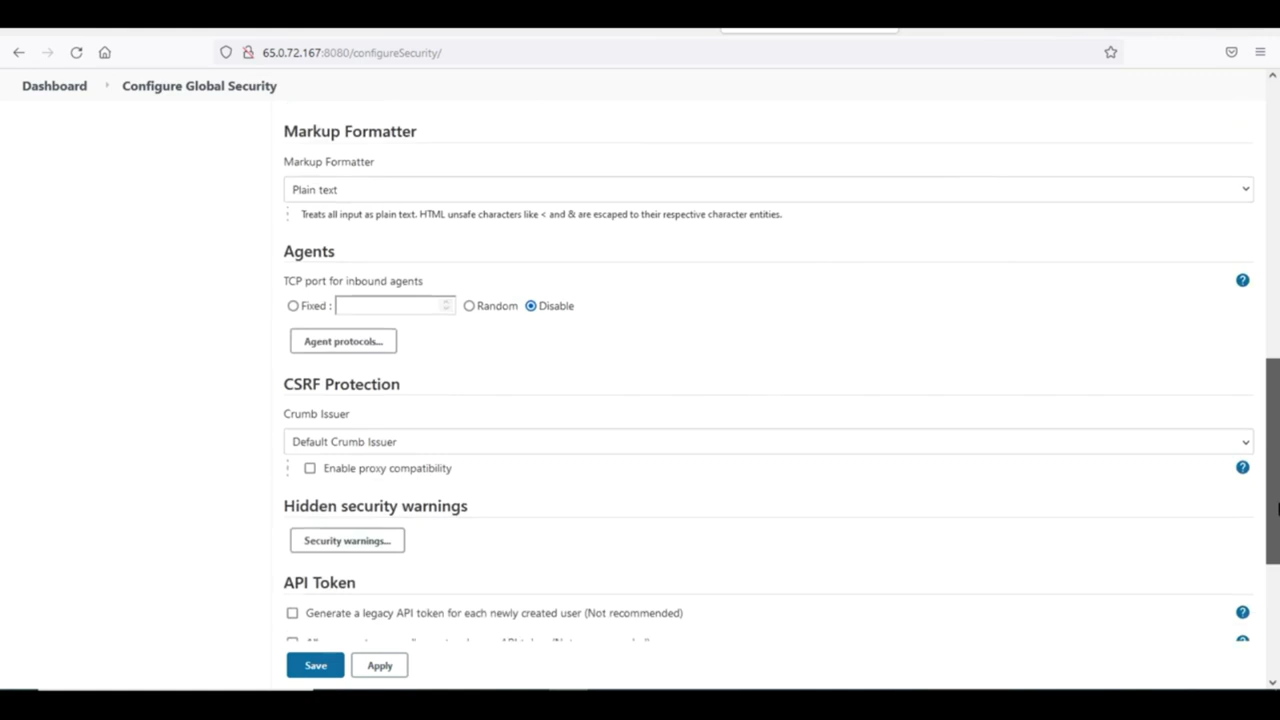 65.0.72.167:8080/configureSecurity/
Dashboard Configure Global Security
Markup Formatter
Markup Formatter
Plain text
Treats all input as plain text. HTML unsafe characters like < and & are escaped to their respective character entities.
Agents
TCP port for inbound agents
Fixed : Random Disable
Agent protocols...
CSRF Protection
Crumb Issuer
Default Crumb Issuer
Enable proxy compatibility
Hidden security warnings
Security warnings...
API Token
Generate a legacy API token for each newly created user (Not recommended)
Save Apply